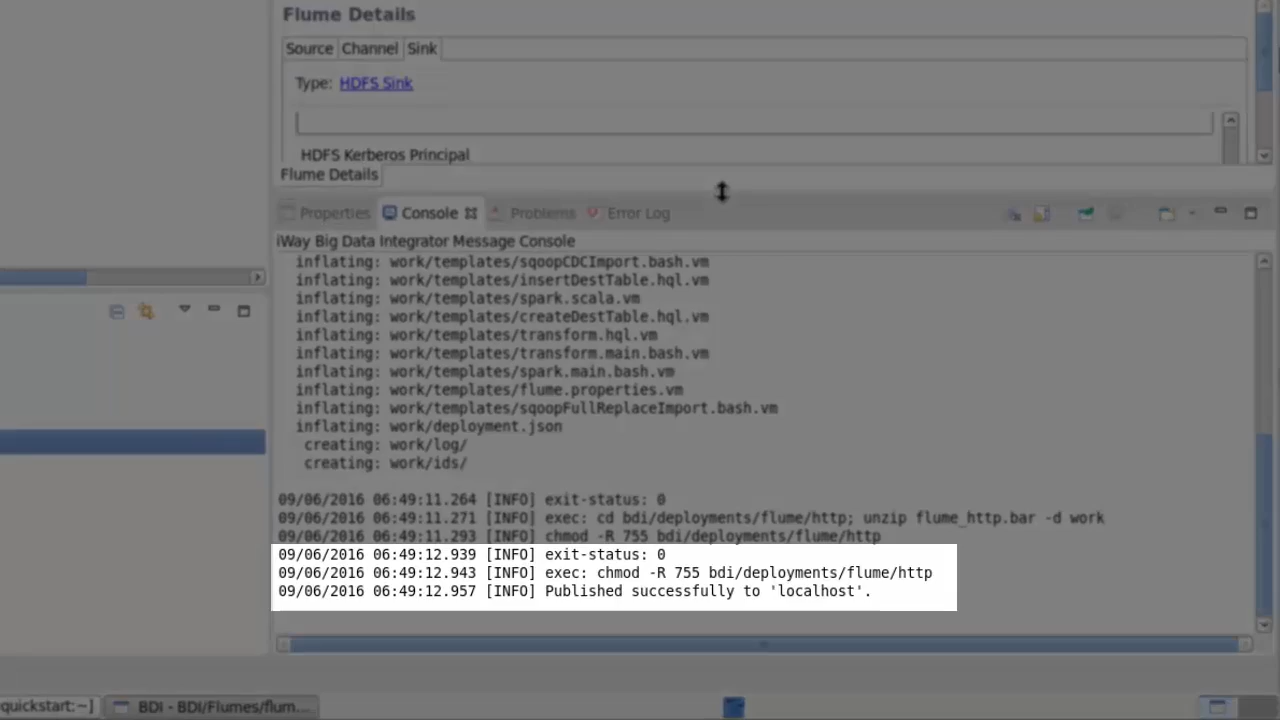 Flume Details
Source Channel Sink
Type: HDFS Sink
HDFS Kerberos Principal
Flume Details
Properties Console Problems Error Log
iWay Big Data Integrator Message Console
inflating: work/templates/sqoopCDCImport.bash.vm
inflating: work/templates/insertDestTable.hql.vm
inflating: work/templates/spark.scala.vm
inflating: work/templates/createDestTable.hql.vm
inflating: work/templates/transform.hql.vm
inflating: work/templates/transform.main.bash.vm
inflating: work/templates/spark.main.bash.vm
inflating: work/templates/flume.properties.vm
inflating: work/templates/sqoopFullReplaceImport.bash.vm
inflating: work/deployment.json
creating: work/log/
creating: work/ids/
09/06/2016 06:49:11.264 [INFO] exit-status: 0
09/06/2016 06:49:11.271 [INFO] exec: cd bdi/deployments/flume/http; unzip flume_http.bar -d work
09/06/2016 06:49:11.293 [INFO] chmod -R 755 bdi/deployments/flume/http
09/06/2016 06:49:12.939 [INFO] exit-status: 0
09/06/2016 06:49:12.943 [INFO] exec: chmod -R 755 bdi/deployments/flume/http
09/06/2016 06:49:12.957 [INFO] Published successfully to 'localhost'.
quickstart:~] BDI - BDI/Flumes/flum...